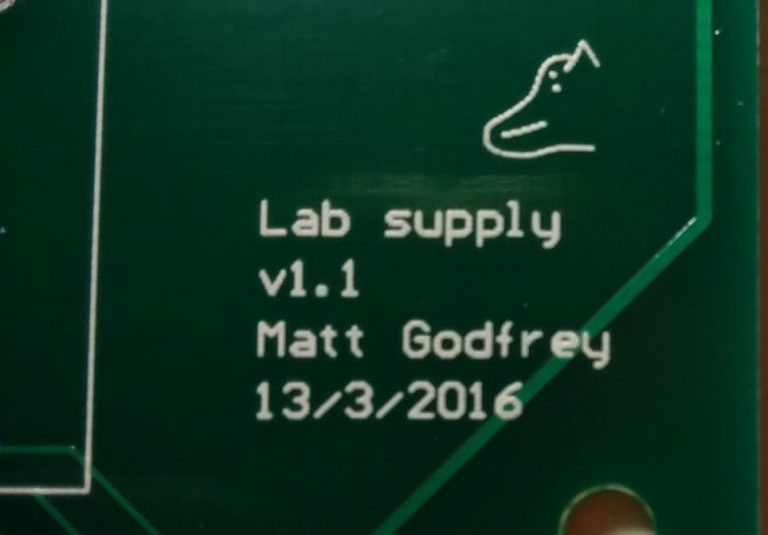 Lab supply
v1.1
Matt Godfrey
13/3/2016